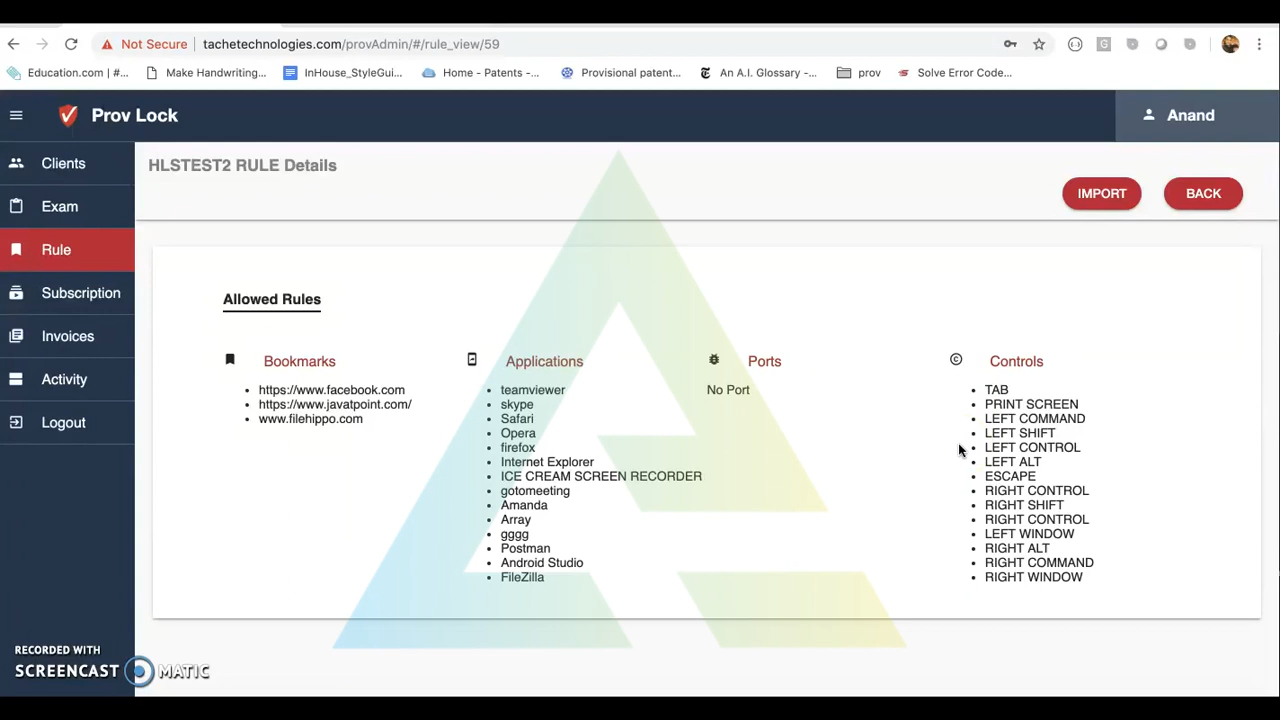 Not Secure tachetechnologies.com/provAdmin/#/rule_view/59
Education.com | #... Make Handwriting... InHouse_StyleGui... Home - Patents -... Provisional patent... An A.I. Glossary -... prov Solve Error Code...
Prov Lock
Anand
Clients
Exam
Rule
Subscription
Invoices
Activity
Logout
HLSTEST2 RULE Details
IMPORT BACK
Allowed Rules
Bookmarks
https://www.facebook.com
https://www.javatpoint.com/
www.filehippo.com
Applications
teamviewer
skype
Safari
Opera
firefox
Internet Explorer
ICE CREAM SCREEN RECORDER
gotomeeting
Amanda
Array
gggg
Postman
Android Studio
FileZilla
Ports
No Port
Controls
TAB
PRINT SCREEN
LEFT COMMAND
LEFT SHIFT
LEFT CONTROL
LEFT ALT
ESCAPE
RIGHT CONTROL
RIGHT SHIFT
RIGHT CONTROL
LEFT WINDOW
RIGHT ALT
RIGHT COMMAND
RIGHT WINDOW
RECORDED WITH
SCREENCAST MATIC